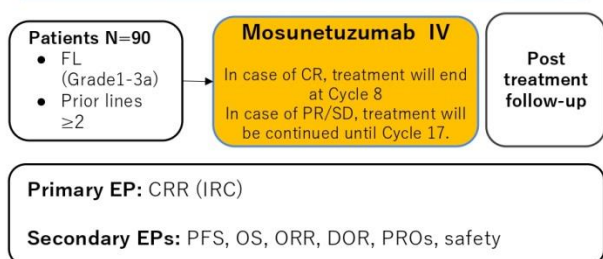 Patients N=90
● FL
(Grade1-3a)
● Prior lines
≥2
Mosunetuzumab IV
In case of CR, treatment will end
at Cycle 8
In case of PR/SD, treatment will
be continued until Cycle 17.
Post
treatment
follow-up
Primary EP: CRR (IRC)
Secondary EPs: PFS, OS, ORR, DOR, PROs, safety